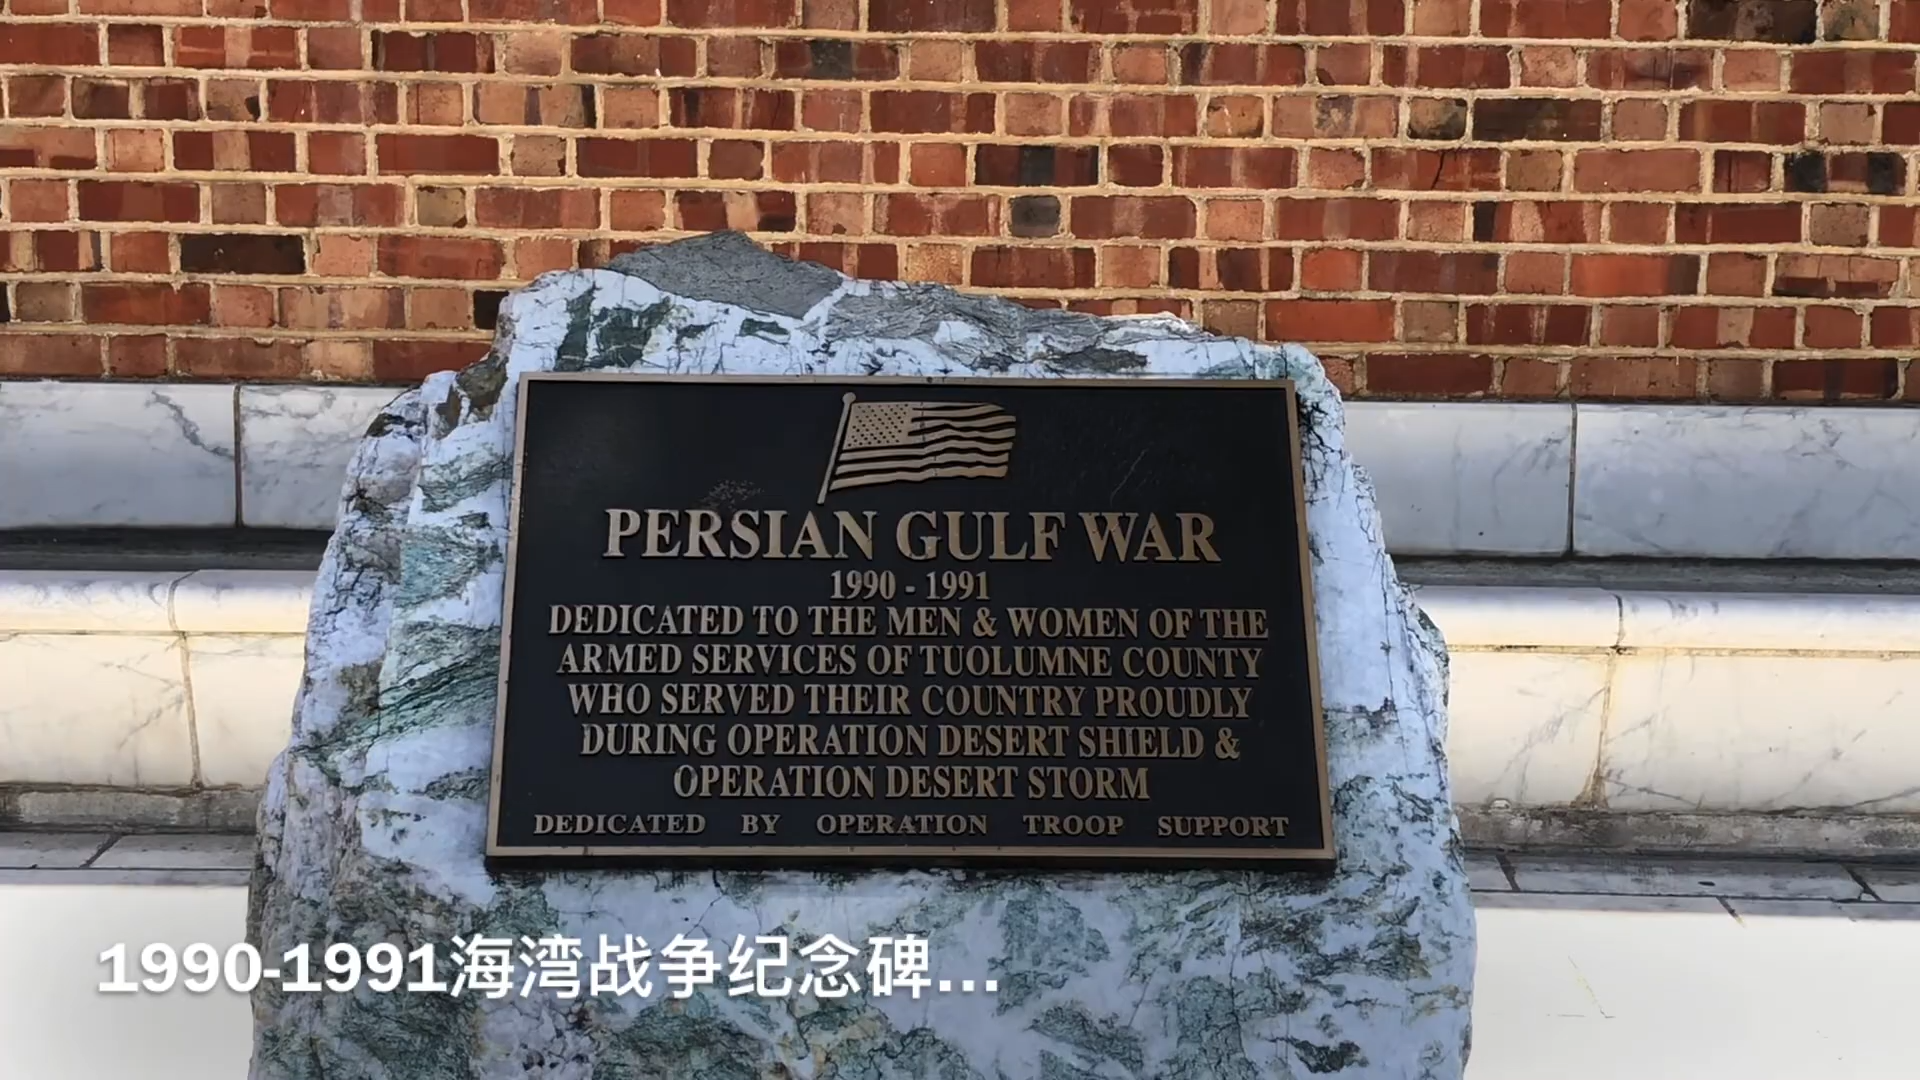 PERSIAN GULF WAR
1990 - 1991
DEDICATED TO THE MEN & WOMEN OF THE
ARMED SERVICES OF TUOLUMNE COUNTY
WHO SERVED THEIR COUNTRY PROUDLY
DURING OPERATION DESERT SHIELD &
OPERATION DESERT STORM
DEDICATED BY OPERATION TROOP SUPPORT
1990-1991海湾战争纪念碑...